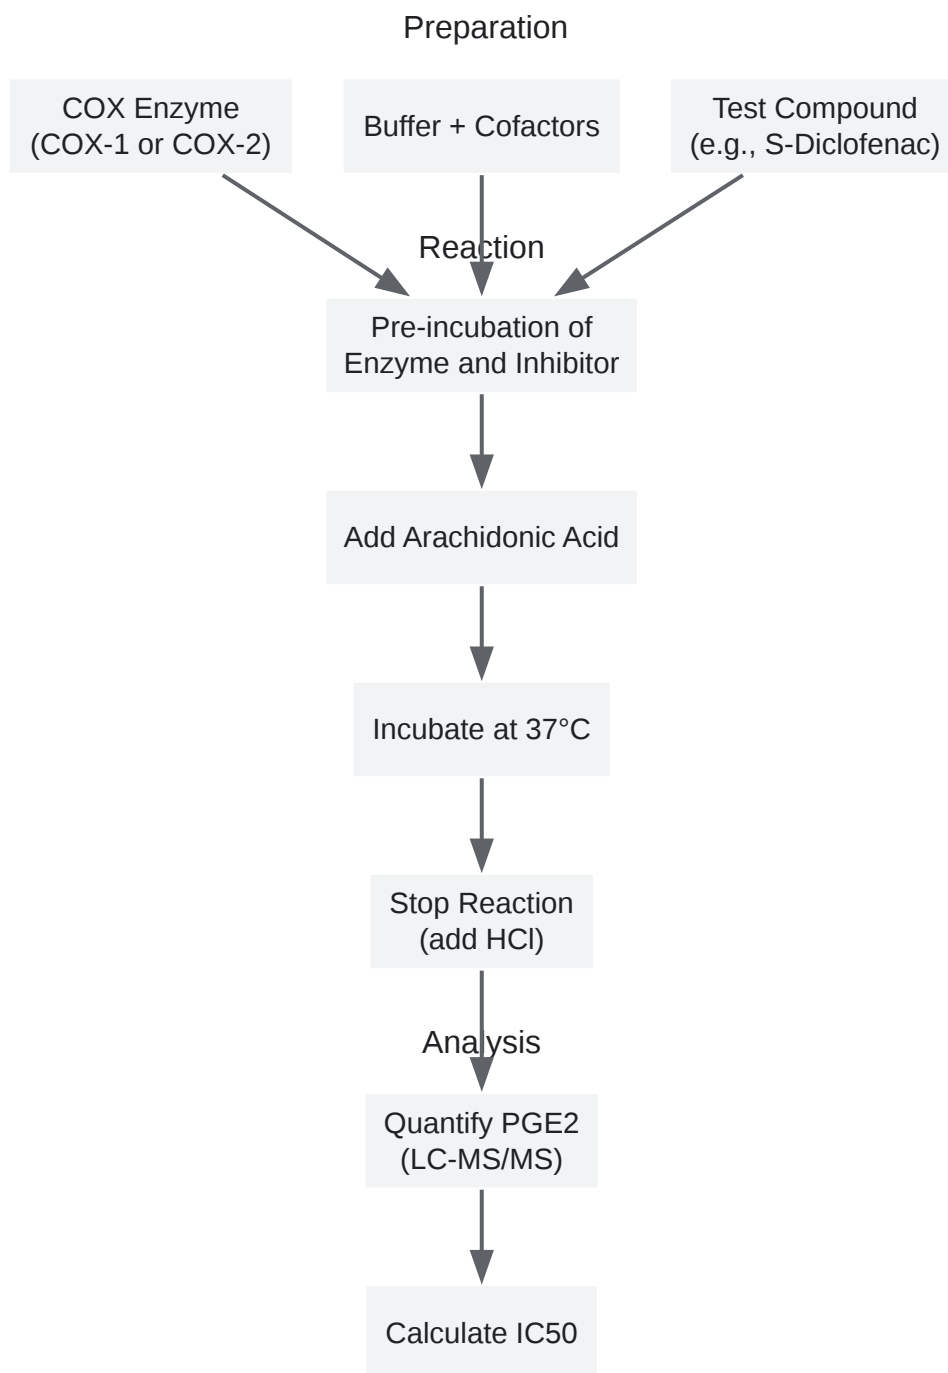 Preparation
COX Enzyme
(COX-1 or COX-2)
Buffer + Cofactors
Test Compound
(e.g., S-Diclofenac)
Reaction
Pre-incubation of
Enzyme and Inhibitor
Add Arachidonic Acid
Incubate at 37°C
Stop Reaction
(add HCl)
Analysis
Quantify PGE2
(LC-MS/MS)
Calculate IC50